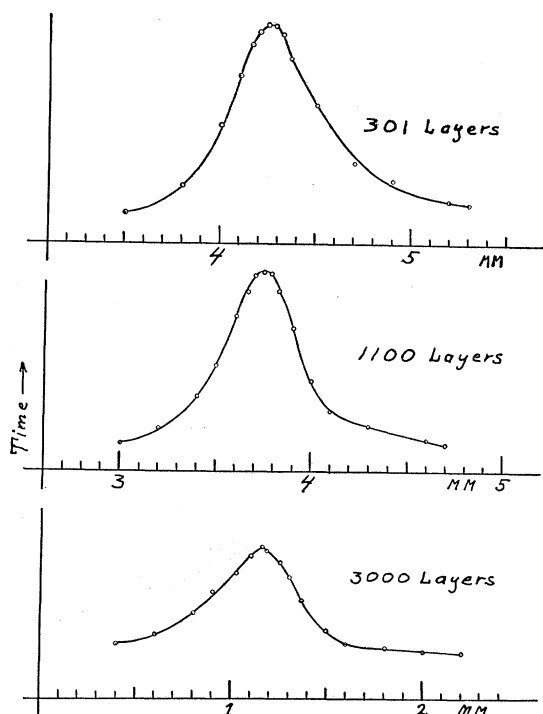 301 Layers
4 5 MM
1100 Layers
Time →
3 4 MM 5
3000 Layers
1 2 MM